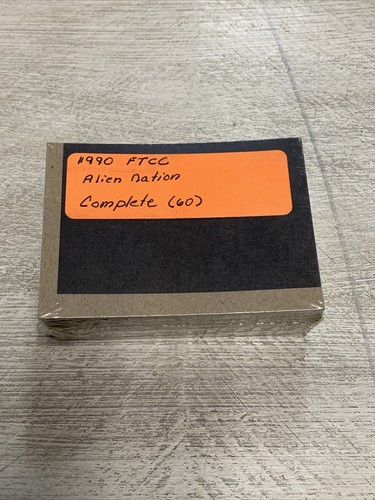 1990 FTCC
Alien Nation
Complete (60)